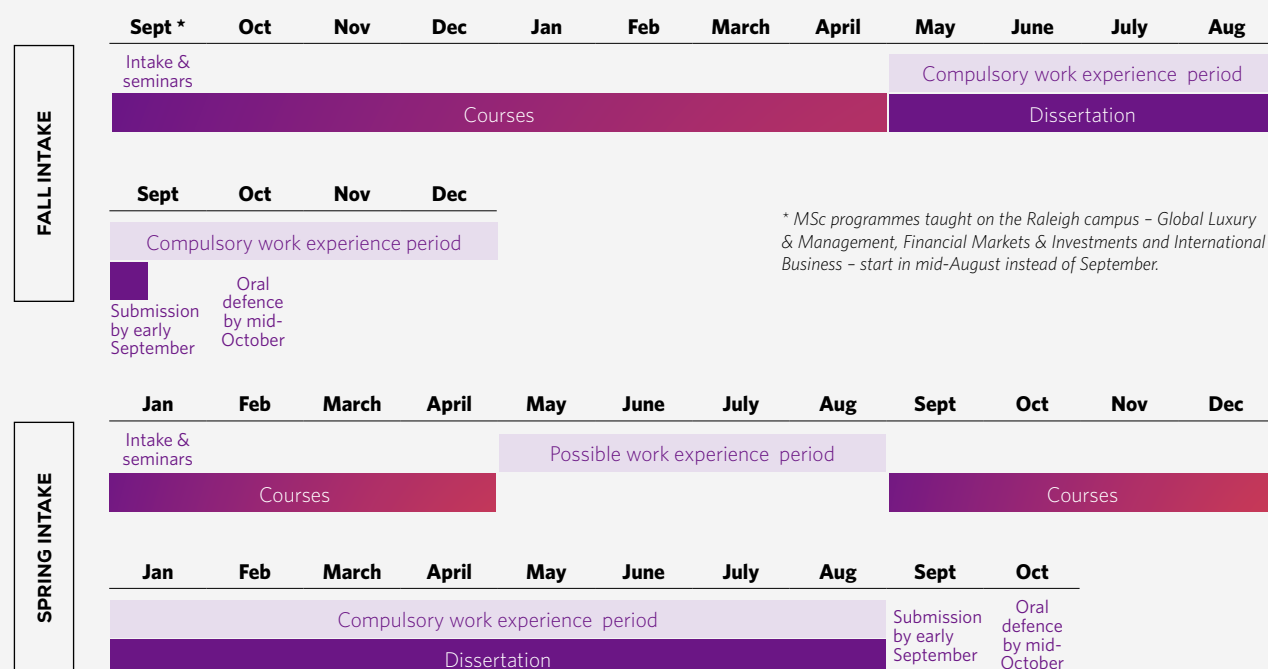 Sept * Oct Nov Dec Jan Feb March April May June July Aug
FALL INTAKE
Intake &
seminars
Compulsory work experience period
Courses
Dissertation
Sept Oct Nov Dec
Compulsory work experience period
Submission
by early
September
Oral
defence
by mid-
October
* MSc programmes taught on the Raleigh campus – Global Luxury
& Management, Financial Markets & Investments and International
Business – start in mid-August instead of September.
Jan Feb March April May June July Aug Sept Oct Nov Dec
SPRING INTAKE
Intake &
seminars
Possible work experience period
Courses
Courses
Jan Feb March April May June July Aug Sept Oct
Compulsory work experience period
Dissertation
Submission
by early
September
Oral
defence
by mid-
October